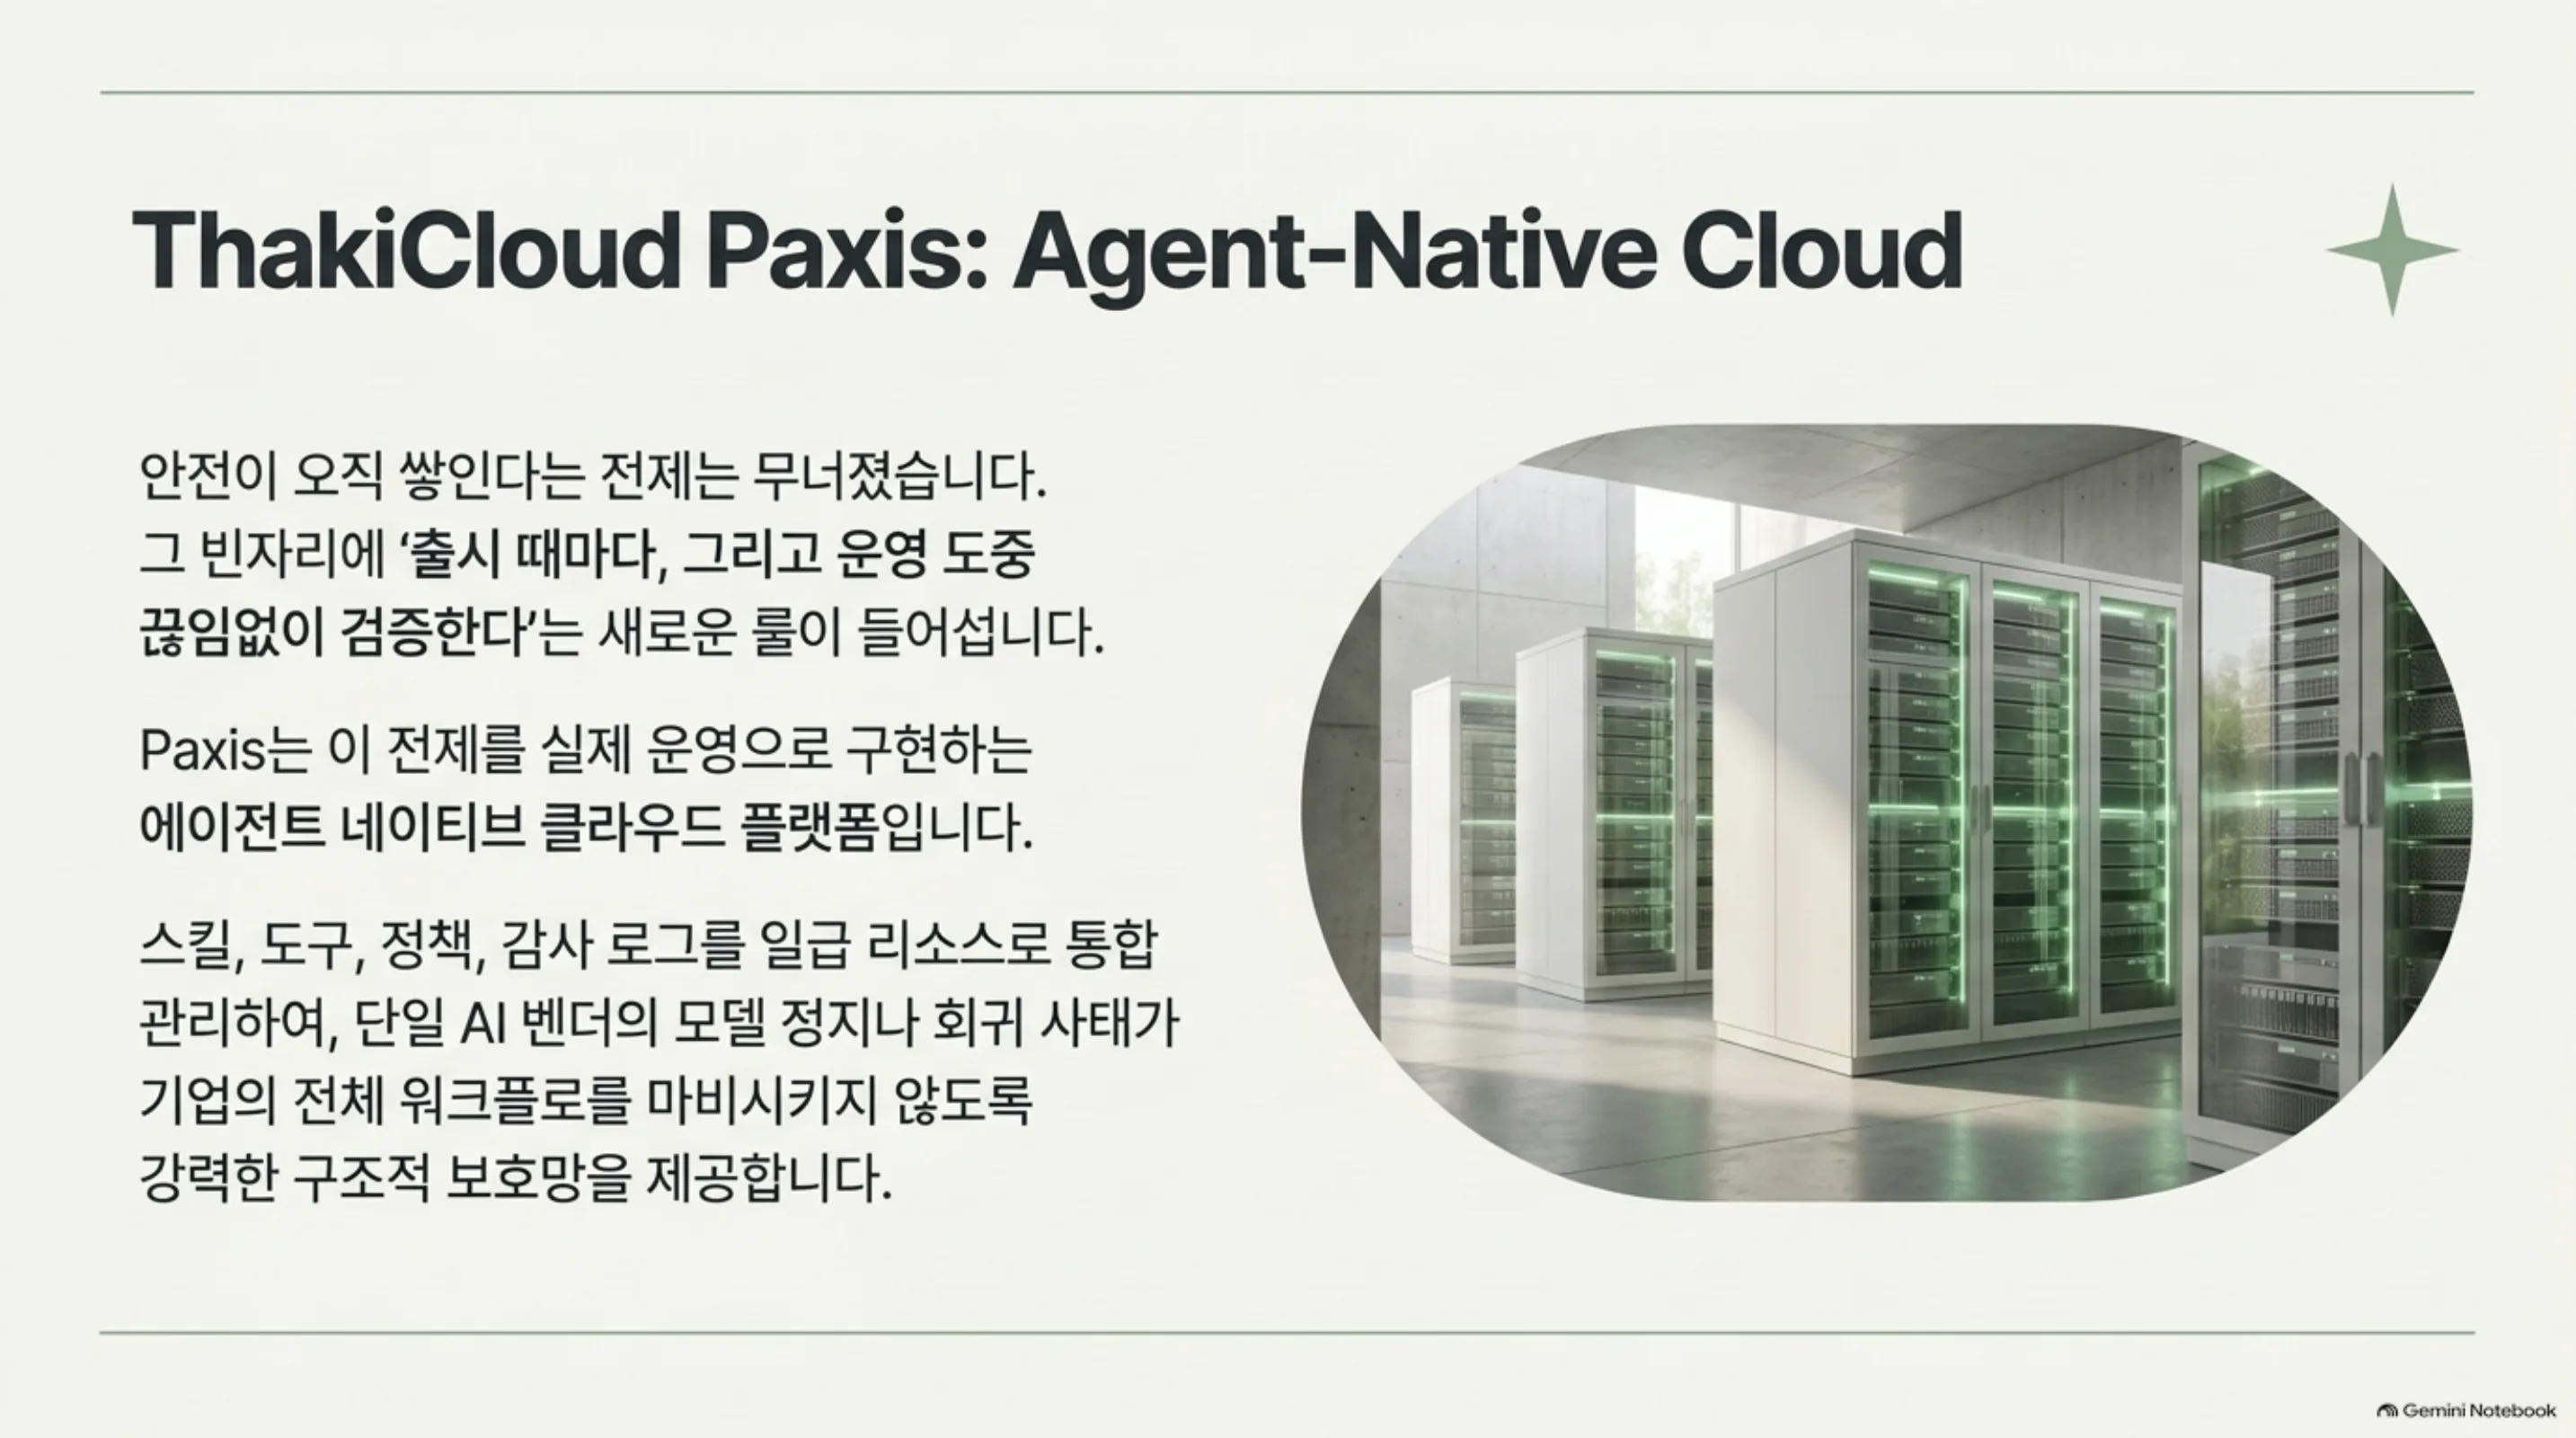 ThakiCloud Paxis: Agent-Native Cloud
안전이 오직 쌓인다는 전제는 무너졌습니다.
그 빈자리에 ‘출시 때마다, 그리고 운영 도중
끊임없이 검증한다’는 새로운 룰이 들어섭니다.
Paxis는 이 전제를 실제 운영으로 구현하는
에이전트 네이티브 클라우드 플랫폼입니다.
스킬, 도구, 정책, 감사 로그를 일급 리소스로 통합
관리하여, 단일 AI 벤더의 모델 정지나 회귀 사태가
기업의 전체 워크플로를 마비시키지 않도록
강력한 구조적 보호망을 제공합니다.
Gemini Notebook